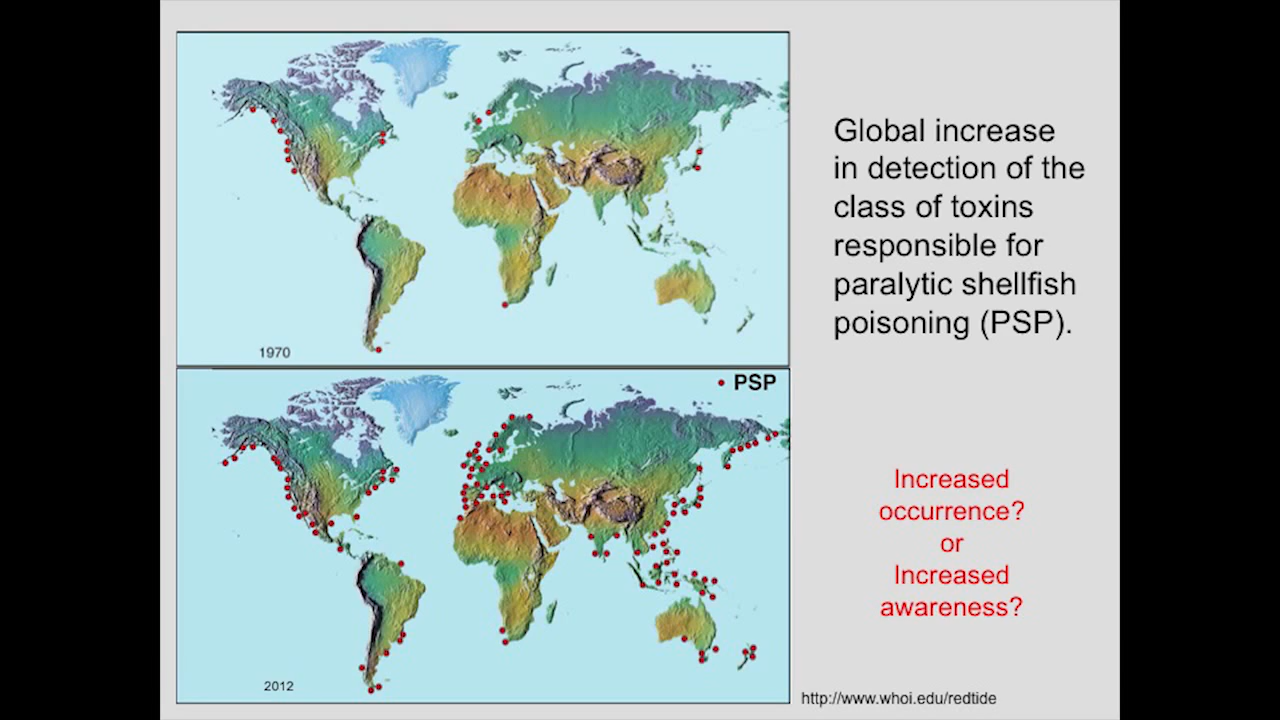 1970
PSP
2012
Global increase
in detection of the
class of toxins
responsible for
paralytic shellfish
poisoning (PSP).
Increased
occurrence?
or
Increased
awareness?
http://www.whoi.edu/redtide